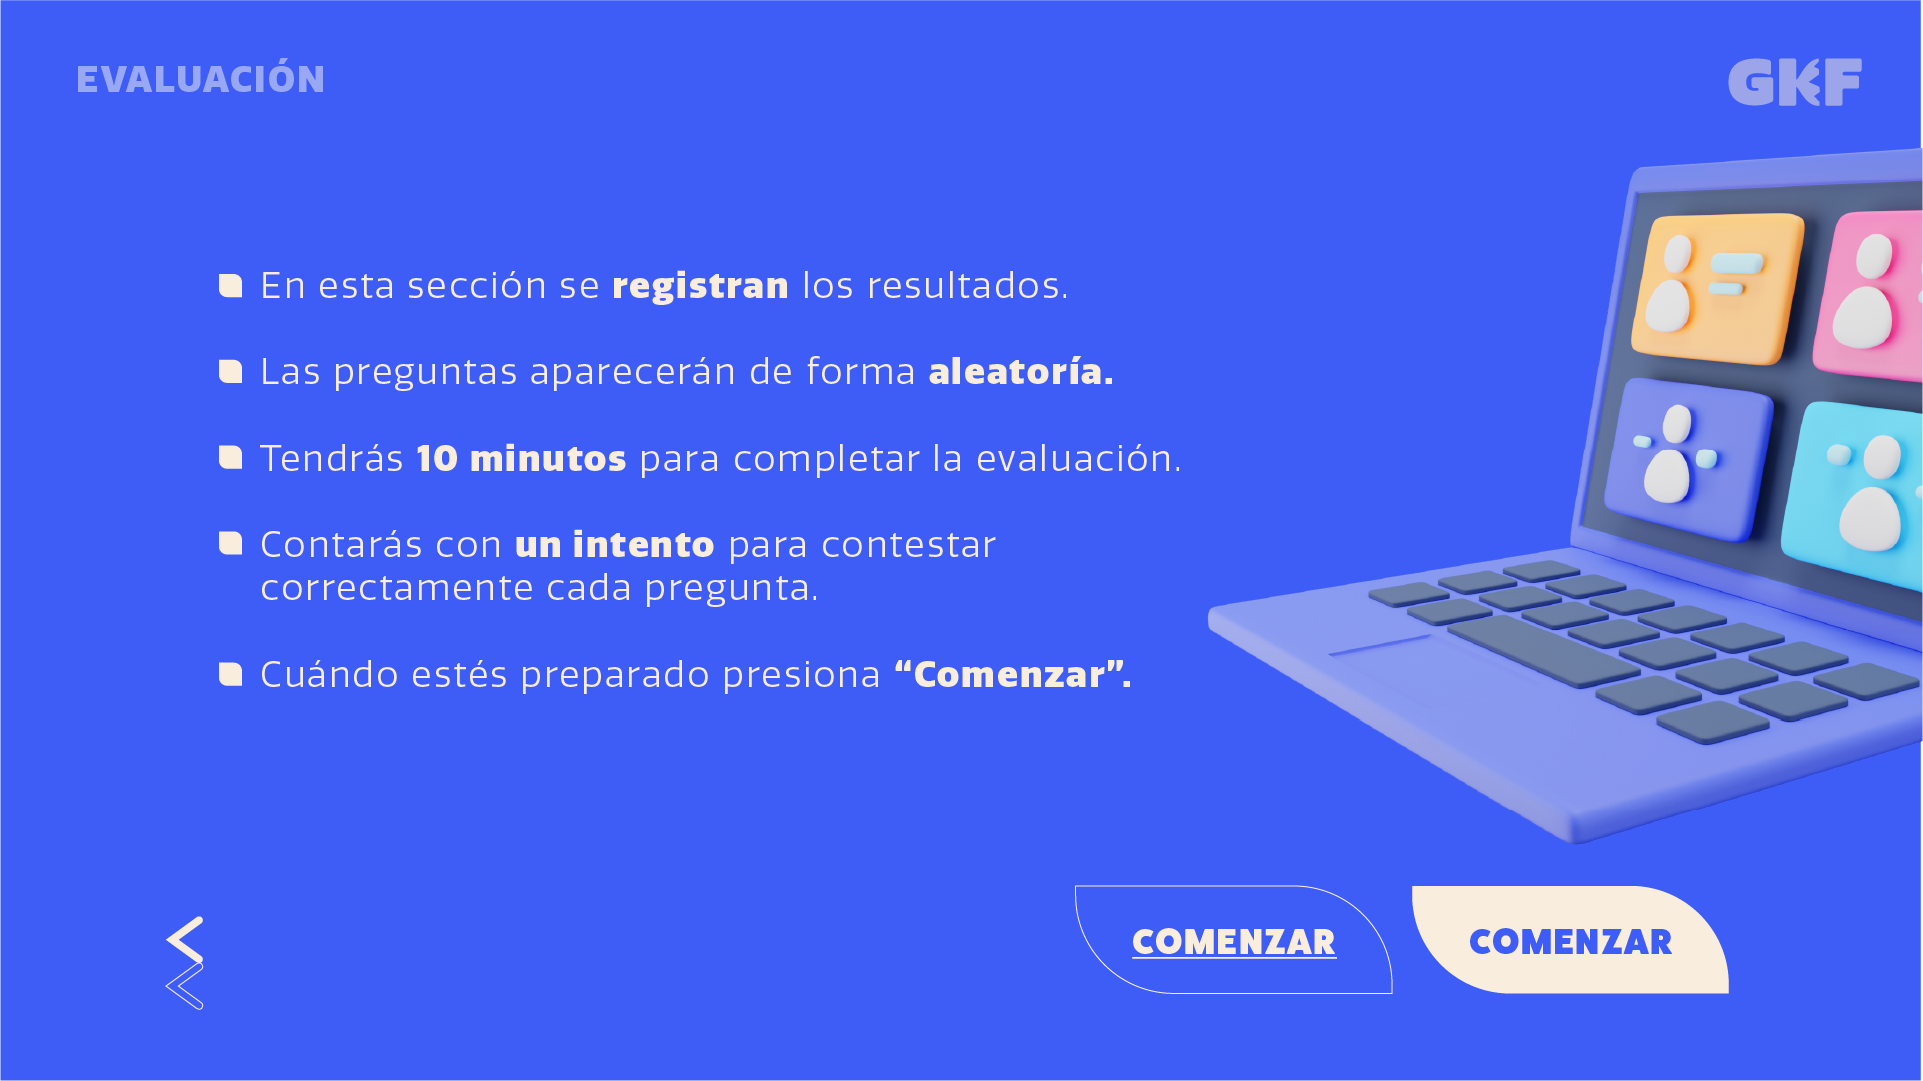 EVALUACIÓN
GKF
En esta sección se registran los resultados.
Las preguntas aparecerán de forma aleatoría.
Tendrás 10 minutos para completar la evaluación.
Contarás con un intento para contestar
correctamente cada pregunta.
Cuándo estés preparado presiona “Comenzar”.
COMENZAR
COMENZAR